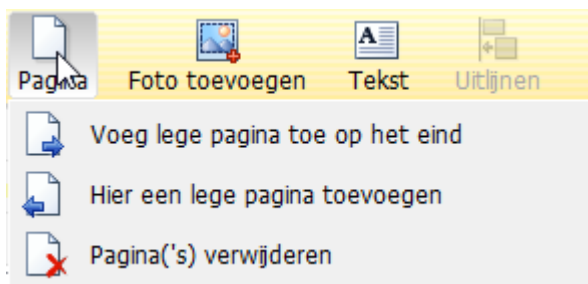 Pagina Foto toevoegen Tekst Uitlijnen
Voeg lege pagina toe op het eind
Hier een lege pagina toevoegen
Pagina('s) verwijderen